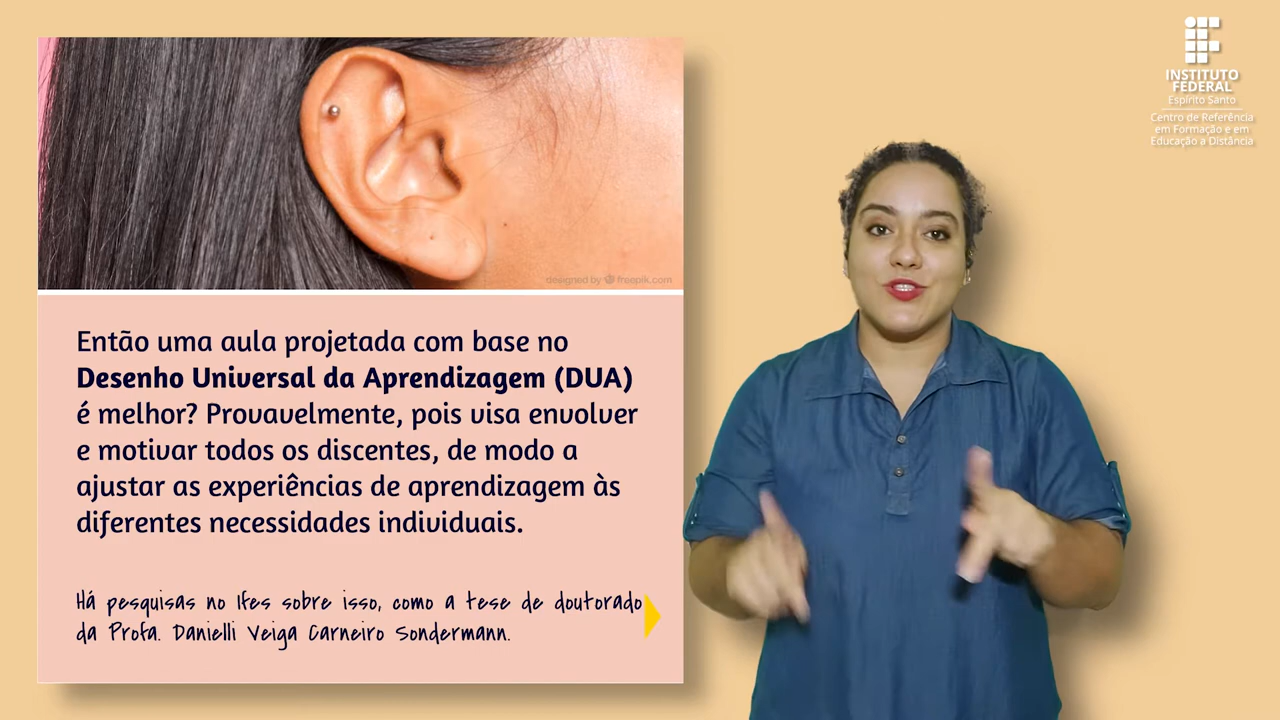 INSTITUTO
FEDERAL
Espírito Santo
Centro de Referência
em Formação e em
Educação a Distância
designed by freepik.com
Então uma aula projetada com base no
Desenho Universal da Aprendizagem (DUA)
é melhor? Provavelmente, pois visa envolver
e motivar todos os discentes, de modo a
ajustar as experiências de aprendizagem às
diferentes necessidades individuais.
Há pesquisas no Ifes sobre isso, como a tese de doutorado
da Profa. Danielli Veiga Carneiro Sondermann.